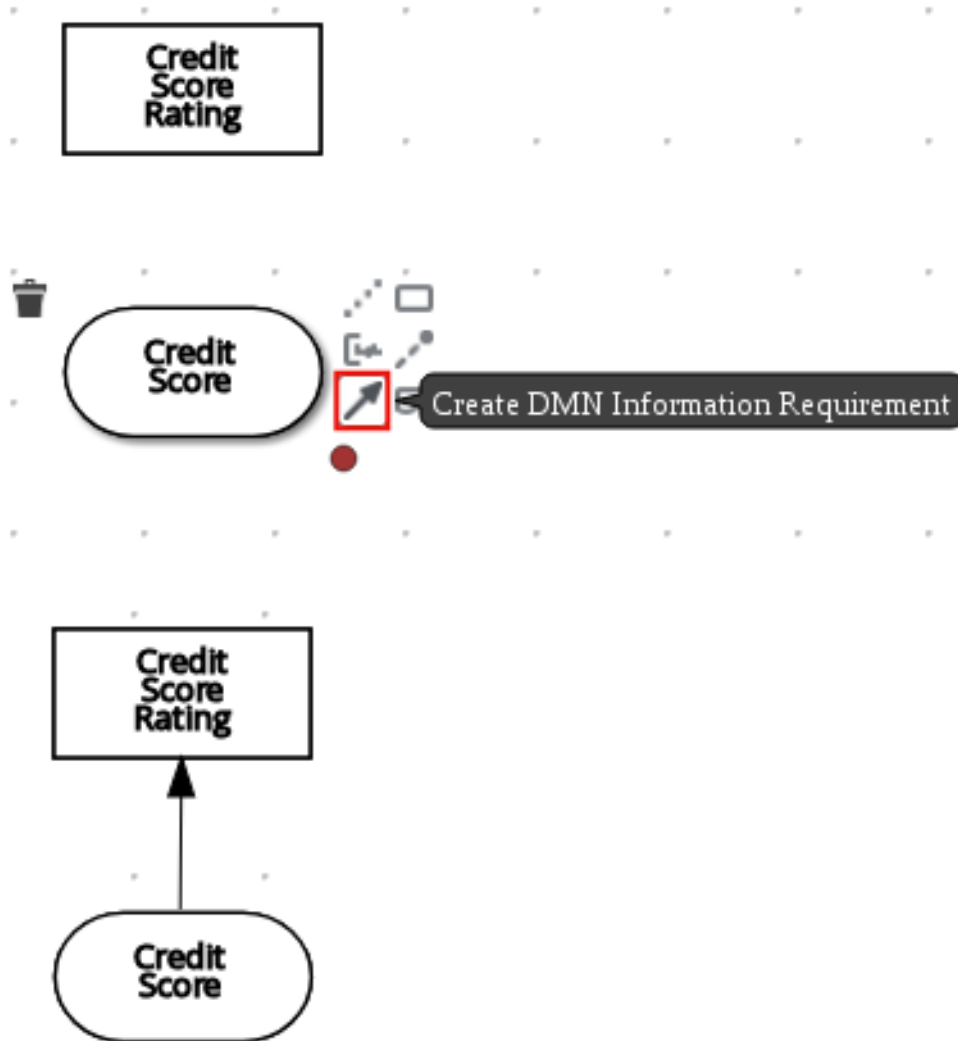 Credit
Score
Rating
Credit
Score
Create DMN Information Requirement
Credit
Score
Rating
Credit
Score